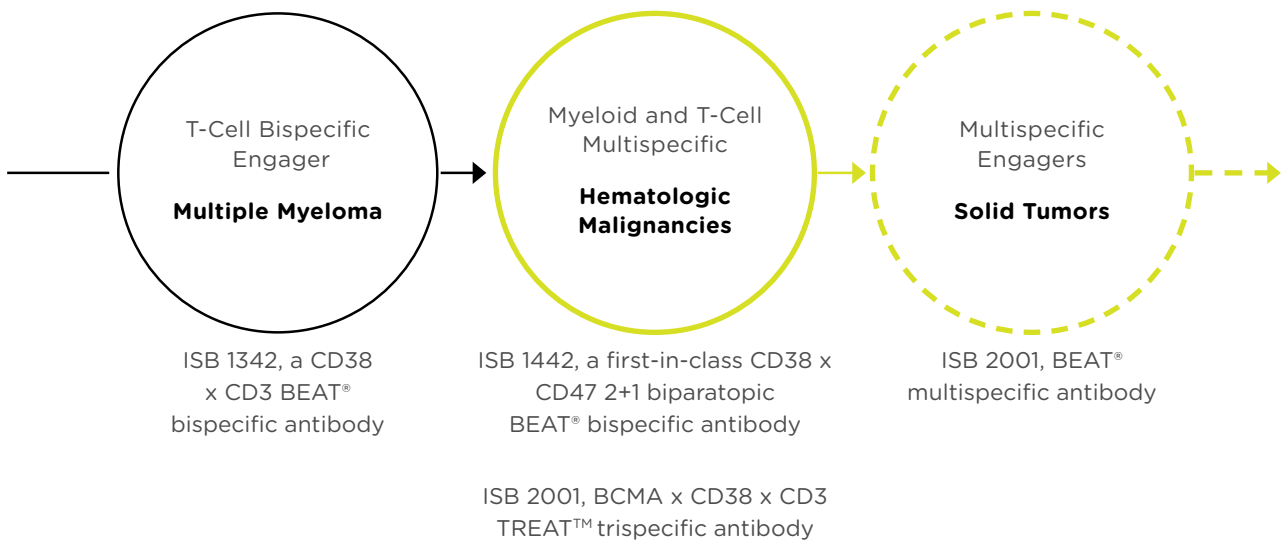 T-Cell Bispecific
Engager
Multiple Myeloma
ISB 1342, a CD38
x CD3 BEAT®
bispecific antibody
Myeloid and T-Cell
Multispecific
Hematologic
Malignancies
ISB 1442, a first-in-class CD38 x
CD47 2+1 biparatopic
BEAT® bispecific antibody
ISB 2001, BCMA x CD38 x CD3
TREAT™ trispecific antibody
Multispecific
Engagers
Solid Tumors
ISB 2001, BEAT®
multispecific antibody